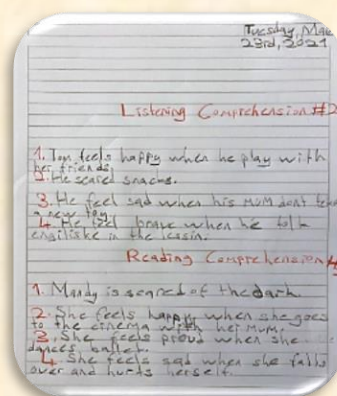 Tuesday, Mar
23rd, 2021
Listening Comprehension #2
1. Tom feels happy when he play with
her friends.
2. He scared snacks.
3. He feel sad when his mum dont
a new toy
4. He feel brave when he talk
in the
Reading Comprehension
1. Mandy is scared of the dark
2. She feels happy when she goes
to the cinema with her mum.
3. She feels proud when she
dances ballet.
4. She feels sad when she falls
over and hurts herself.